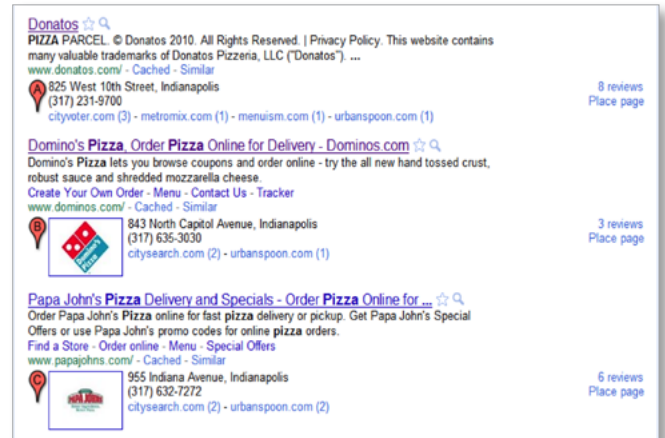 Donatos
PIZZA PARCEL. © Donatos 2010. All Rights Reserved. | Privacy Policy. This website contains
many valuable trademarks of Donatos Pizzeria, LLC ("Donatos"). ...
www.donatos.com/ - Cached - Similar
A 825 West 10th Street, Indianapolis 8 reviews
(317) 231-9700 Place page
cityvoter.com (3) - metromix.com (1) - menuism.com (1) - urbanspoon.com (1)
Domino's Pizza, Order Pizza Online for Delivery - Dominos.com
Domino's Pizza lets you browse coupons and order online - try the all new hand tossed crust,
robust sauce and shredded mozzarella cheese.
Create Your Own Order - Menu - Contact Us - Tracker
www.dominos.com/ - Cached - Similar
B 843 North Capitol Avenue, Indianapolis 3 reviews
(317) 635-3030 Place page
Domino's Pizza
citysearch.com (2) - urbanspoon.com (1)
Papa John's Pizza Delivery and Specials - Order Pizza Online for ...
Order Papa John's Pizza online for fast pizza delivery or pickup. Get Papa John's Special
Offers or use Papa John's promo codes for online pizza orders.
Find a Store - Order online - Menu - Special Offers
www.papajohns.com/ - Cached - Similar
C 955 Indiana Avenue, Indianapolis 6 reviews
(317) 632-7272 Place page
PAPA JOHN'S
citysearch.com (2) - urbanspoon.com (2)